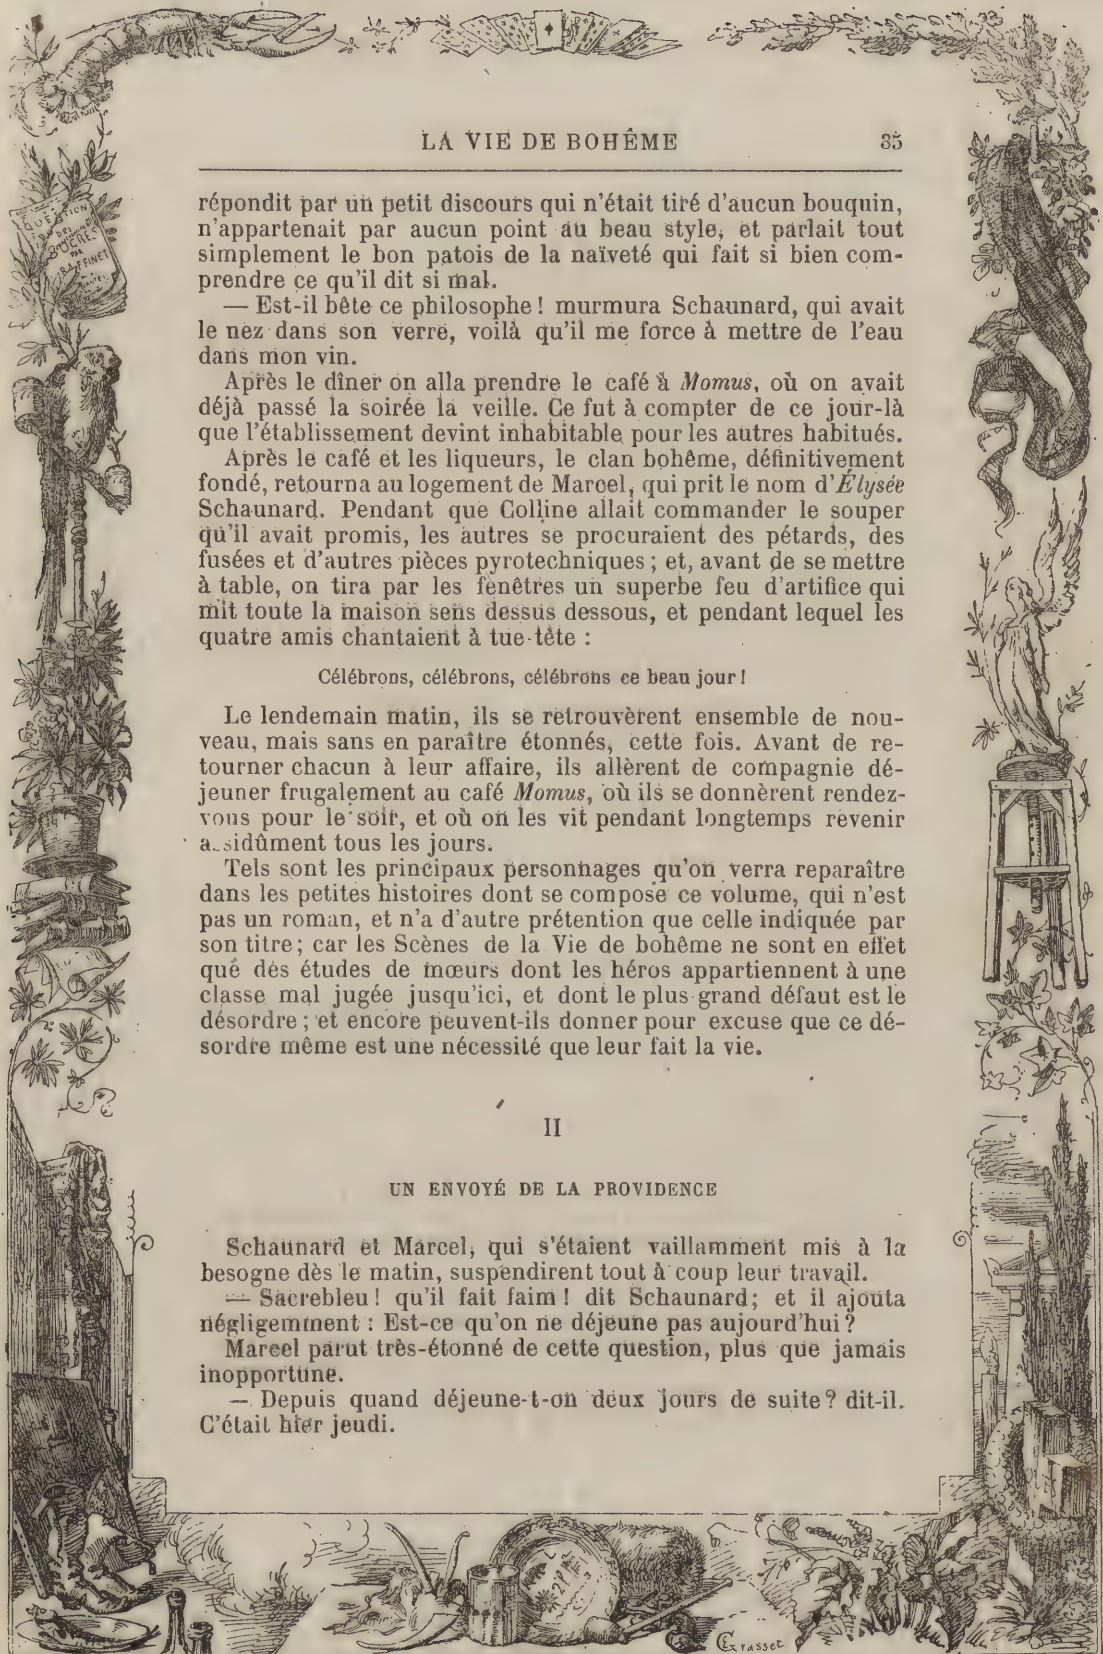 LA VIE DE BOHÊME 35
répondit par un petit discours qui n'était tiré d'aucun bouquin,
n'appartenait par aucun point au beau style, et parlait tout
simplement le bon patois de la naïveté qui fait si bien com-
prendre ce qu'il dit si mal.
— Est-il bête ce philosophe ! murmura Schaunard, qui avait
le nez dans son verre, voilà qu'il me force à mettre de l'eau
dans mon vin.
Après le dîner on alla prendre le café à Momus, où on avait
déjà passé la soirée la veille. Ce fut à compter de ce jour-là
que l'établissement devint inhabitable pour les autres habitués.
Après le café et les liqueurs, le clan bohême, définitivement
fondé, retourna au logement de Marcel, qui prit le nom d'Élysée
Schaunard. Pendant que Colline allait commander le souper
qu'il avait promis, les autres se procuraient des pétards, des
fusées et d'autres pièces pyrotechniques ; et, avant de se mettre
à table, on tira par les fenêtres un superbe feu d'artifice qui
mit toute la maison sens dessus dessous, et pendant lequel les
quatre amis chantaient à tue-tête :
Célébrons, célébrons, célébrons ce beau jour !
Le lendemain matin, ils se retrouvèrent ensemble de nou-
veau, mais sans en paraître étonnés, cette fois. Avant de re-
tourner chacun à leur affaire, ils allèrent de compagnie dé-
jeuner frugalement au café Momus, où ils se donnèrent rendez-
vous pour le soir, et où on les vit pendant longtemps revenir
assidûment tous les jours.
Tels sont les principaux personnages qu'on verra reparaître
dans les petites histoires dont se compose ce volume, qui n'est
pas un roman, et n'a d'autre prétention que celle indiquée par
son titre ; car les Scènes de la Vie de bohême ne sont en effet
que des études de mœurs dont les héros appartiennent à une
classe mal jugée jusqu'ici, et dont le plus grand défaut est le
désordre ; et encore peuvent-ils donner pour excuse que ce dé-
sordre même est une nécessité que leur fait la vie.
II
UN ENVOYÉ DE LA PROVIDENCE
Schaunard et Marcel, qui s'étaient vaillamment mis à la
besogne dès le matin, suspendirent tout à coup leur travail.
— Sacrebleu ! qu'il fait faim ! dit Schaunard ; et il ajouta
négligemment : Est-ce qu'on ne déjeune pas aujourd'hui ?
Marcel parut très-étonné de cette question, plus que jamais
inopportune.
— Depuis quand déjeune-t-on deux jours de suite ? dit-il.
C'était hier jeudi.
QUESTION
DES
SUCRES
PAR
Grasset